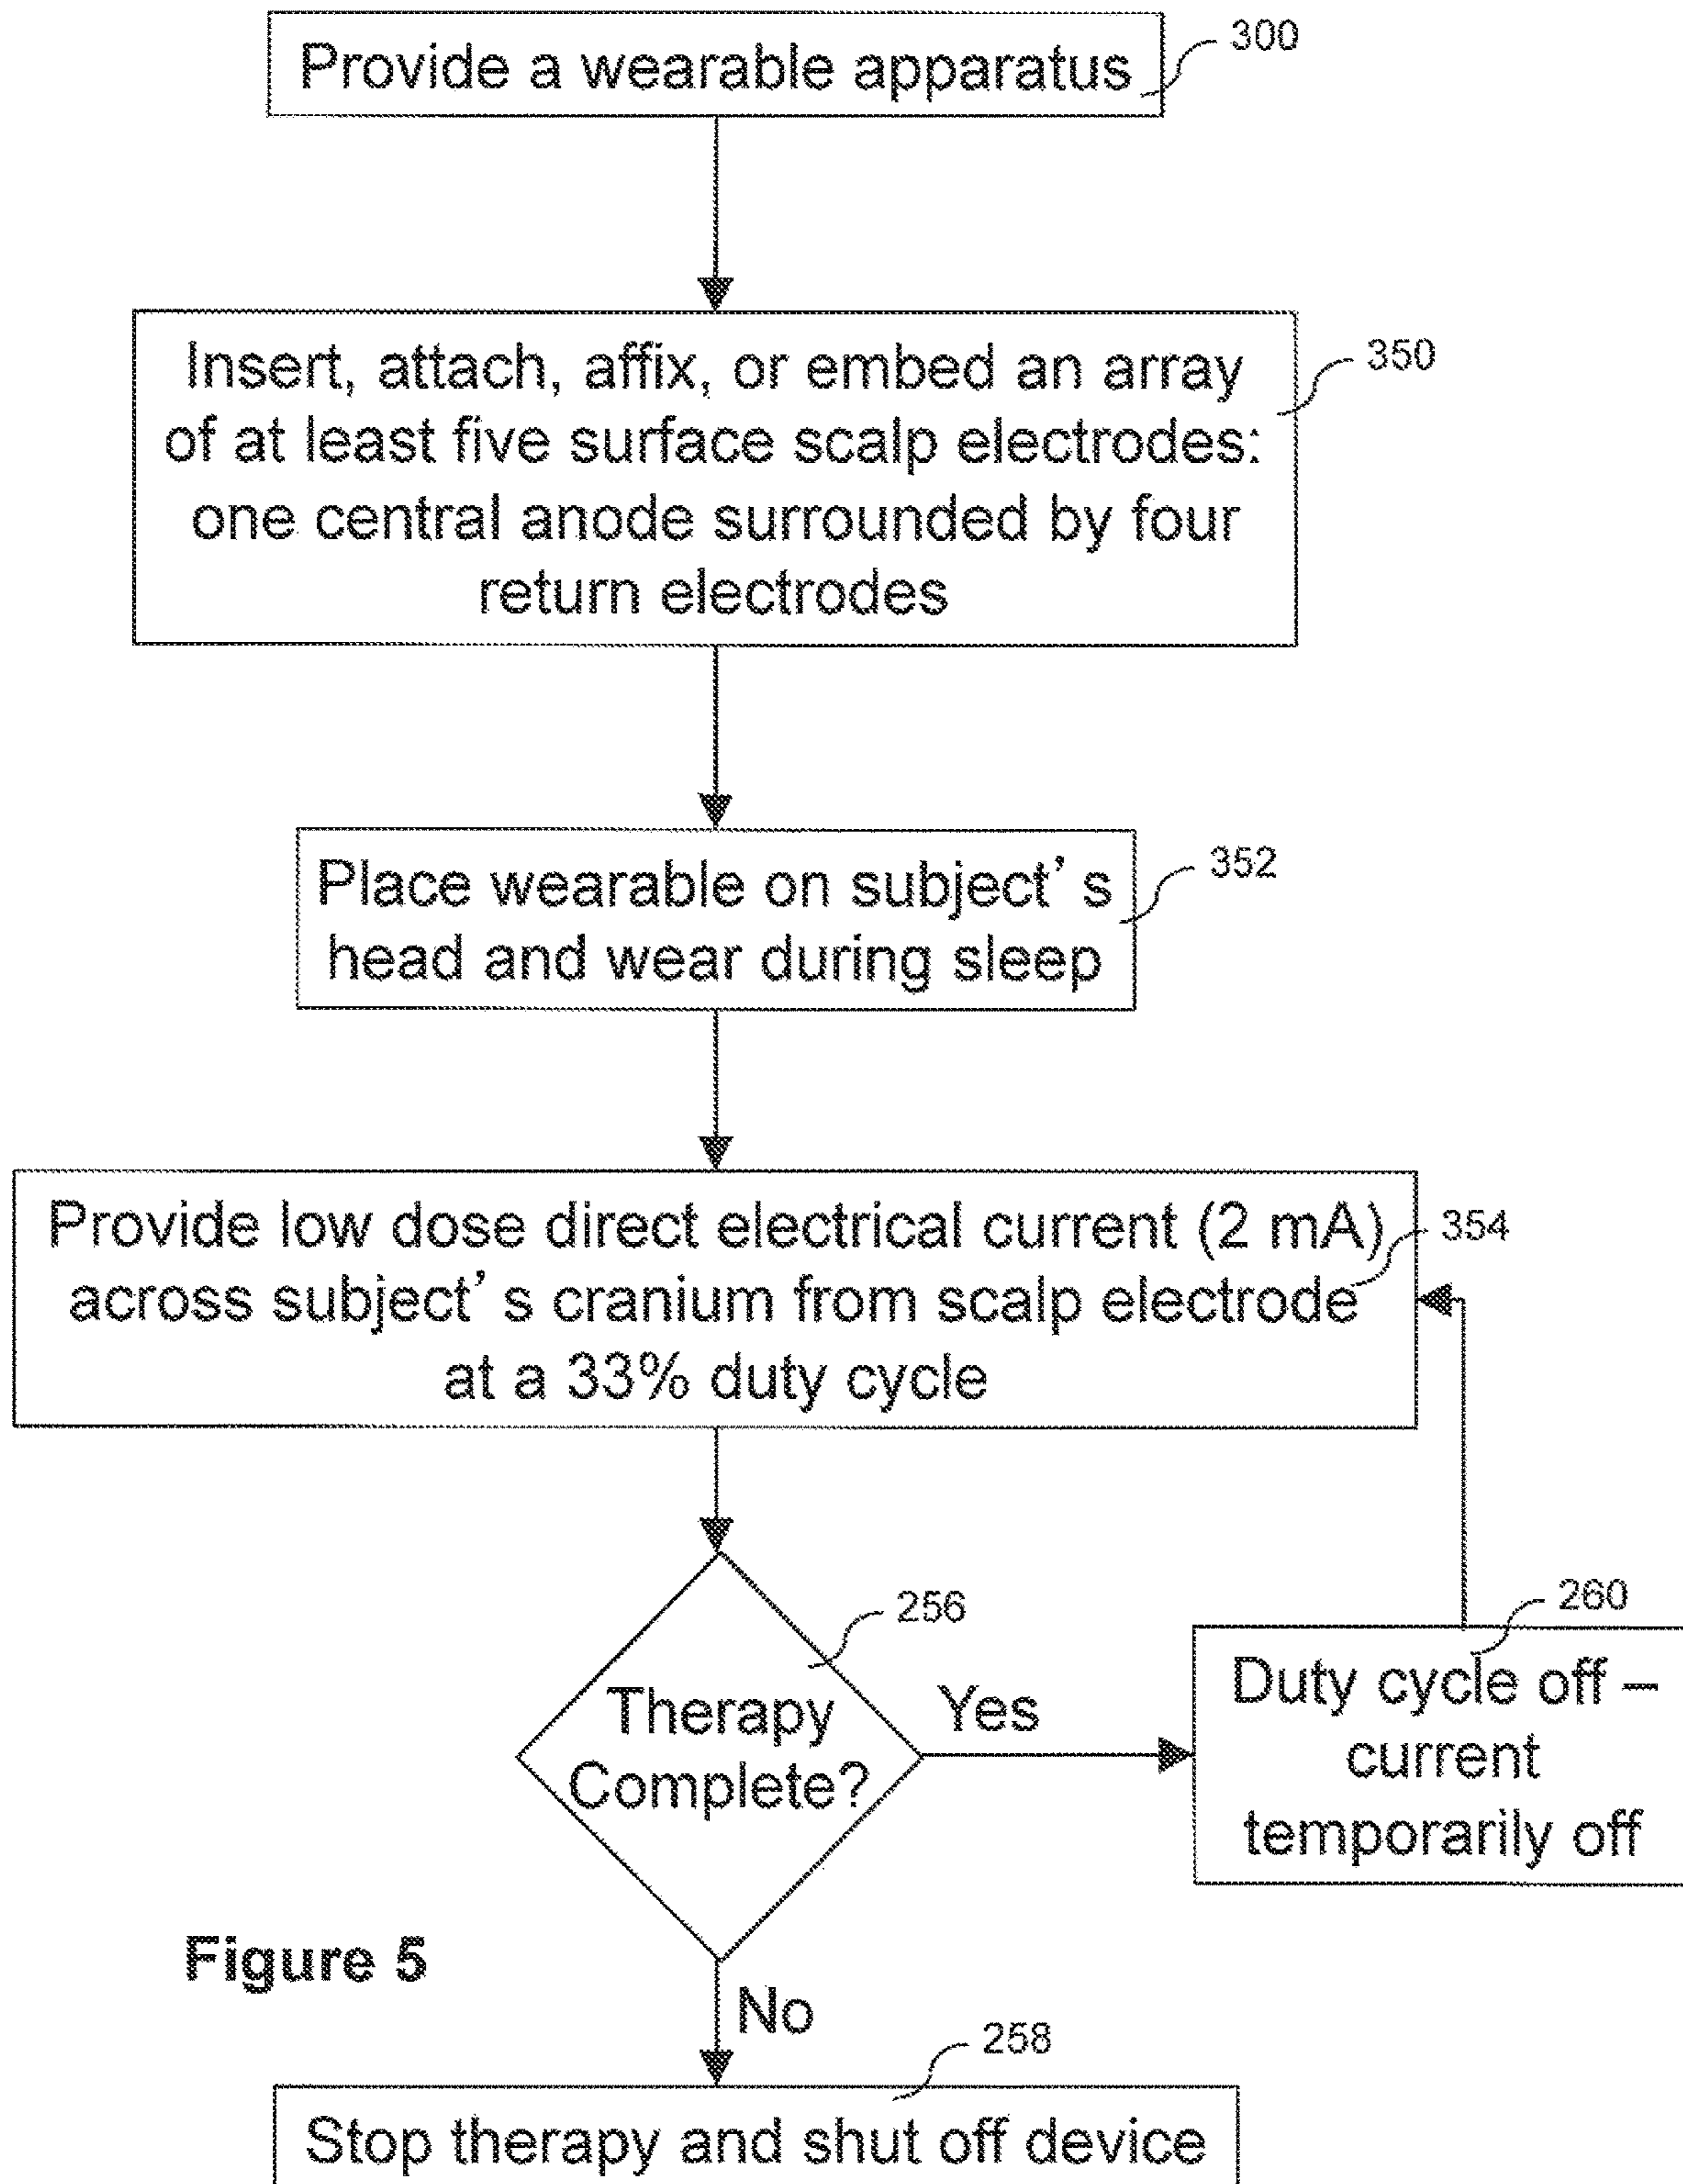 Provide a wearable apparatus
300
Insert, attach, affix, or embed an array
of at least five surface scalp electrodes:
one central anode surrounded by four
return electrodes
350
Place wearable on subject's
head and wear during sleep
352
Provide low dose direct electrical current (2 mA)
across subject's cranium from scalp electrode
at a 33% duty cycle
354
Therapy
Complete?
256
Yes
Duty cycle off –
current
temporarily off
260
No
Stop therapy and shut off device
258
Figure 5